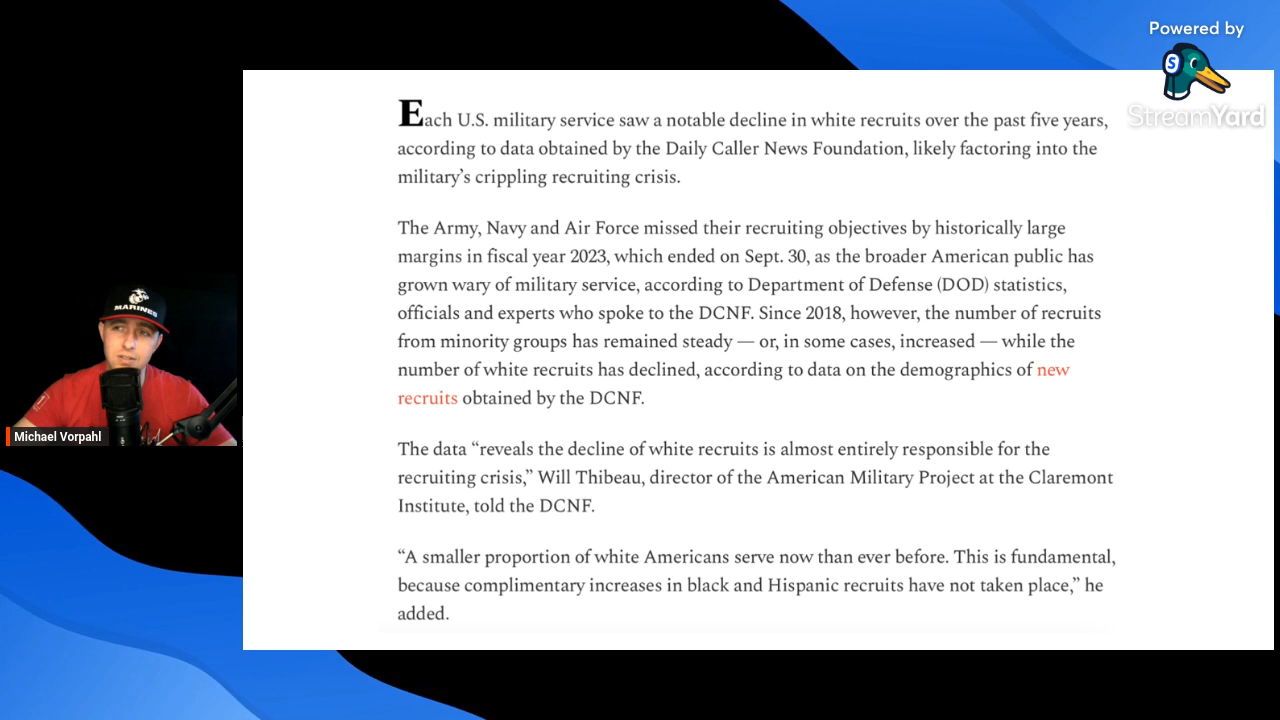 Powered by
S
StreamYard
Each U.S. military service saw a notable decline in white recruits over the past five years,
according to data obtained by the Daily Caller News Foundation, likely factoring into the
military’s crippling recruiting crisis.
The Army, Navy and Air Force missed their recruiting objectives by historically large
margins in fiscal year 2023, which ended on Sept. 30, as the broader American public has
grown wary of military service, according to Department of Defense (DOD) statistics,
officials and experts who spoke to the DCNF. Since 2018, however, the number of recruits
from minority groups has remained steady — or, in some cases, increased — while the
number of white recruits has declined, according to data on the demographics of new
recruits obtained by the DCNF.
The data “reveals the decline of white recruits is almost entirely responsible for the
recruiting crisis,” Will Thibeau, director of the American Military Project at the Claremont
Institute, told the DCNF.
“A smaller proportion of white Americans serve now than ever before. This is fundamental,
because complimentary increases in black and Hispanic recruits have not taken place,” he
added.
MARINES
Michael Vorpahl